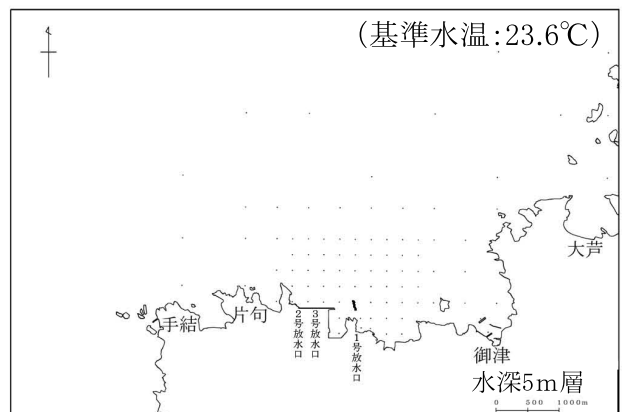 (基準水温:23.6℃)
大芦
手結
片句
2号放水口
3号放水口
1号放水口
御津
水深5m層
0 500 1000m